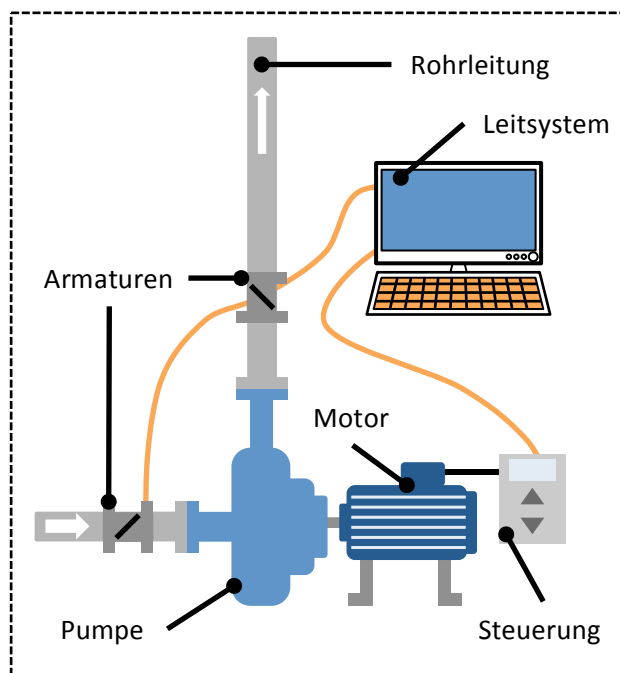 Rohrleitung
Leitsystem
Armaturen
Motor
Pumpe
Steuerung